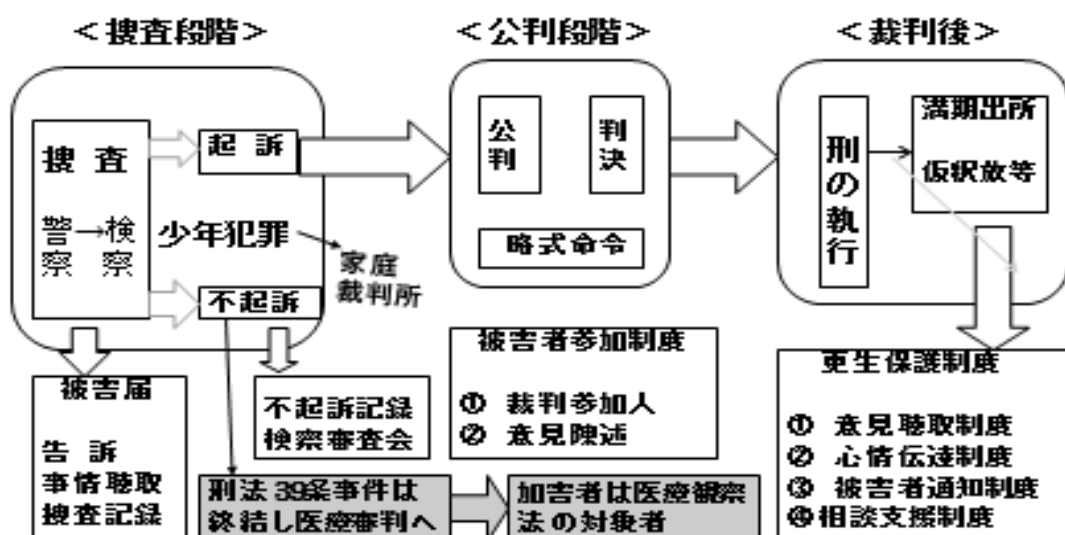 ＜捜査段階＞
＜公判段階＞
＜裁判後＞
捜 査
警→検
察 察
起 訴
少年犯罪
家庭
裁判所
不起訴
公判
判決
略式命令
刑の執行
満期出所
仮釈放等
被害届
告 訴
事情聴取
捜査記録
不起訴記録
検察審査会
被害者参加制度
① 裁判参加人
② 意見陳述
更生保護制度
① 意見聴取制度
② 心情伝達制度
③ 被害者通知制度
④相談支援制度
刑法39条事件は
終結し医療審判へ
加害者は医療観察
法の対象者